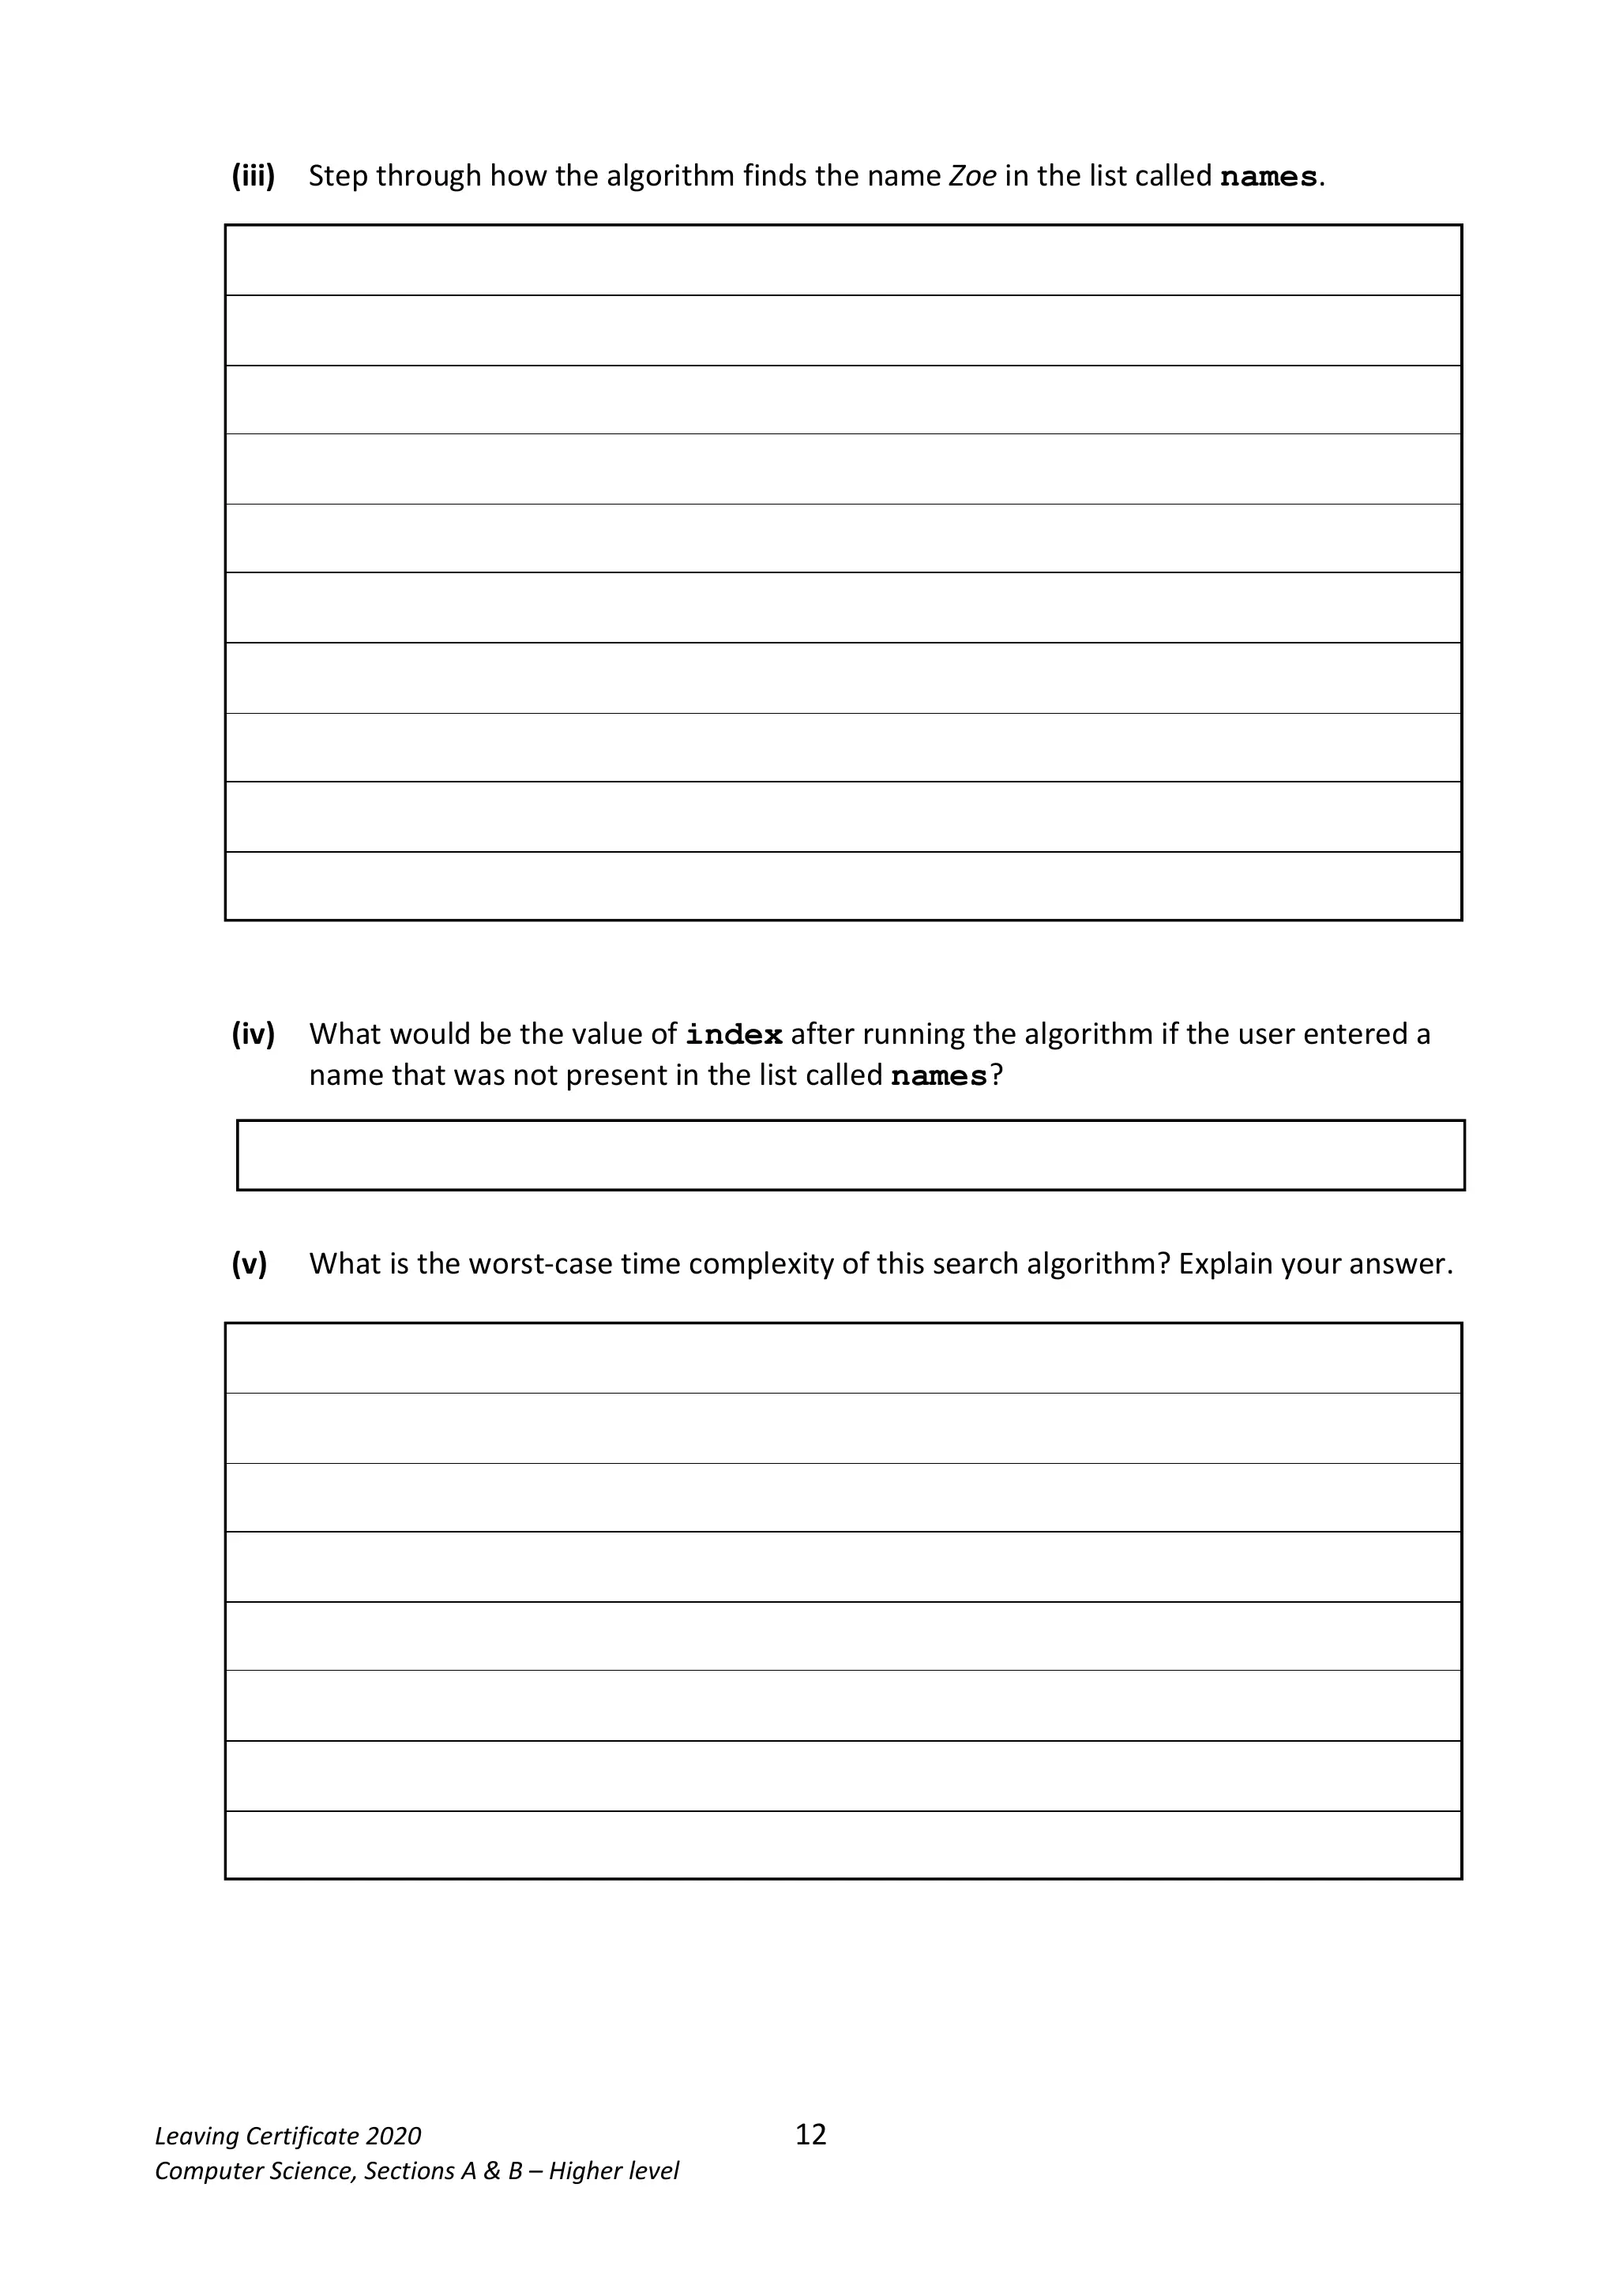 (iii) Step through how the algorithm finds the name Zoe in the list called names.
(iv) What would be the value of index after running the algorithm if the user entered a
name that was not present in the list called names?
(v) What is the worst-case time complexity of this search algorithm? Explain your answer.
Leaving Certificate 2020 12
Computer Science, Sections A & B – Higher level